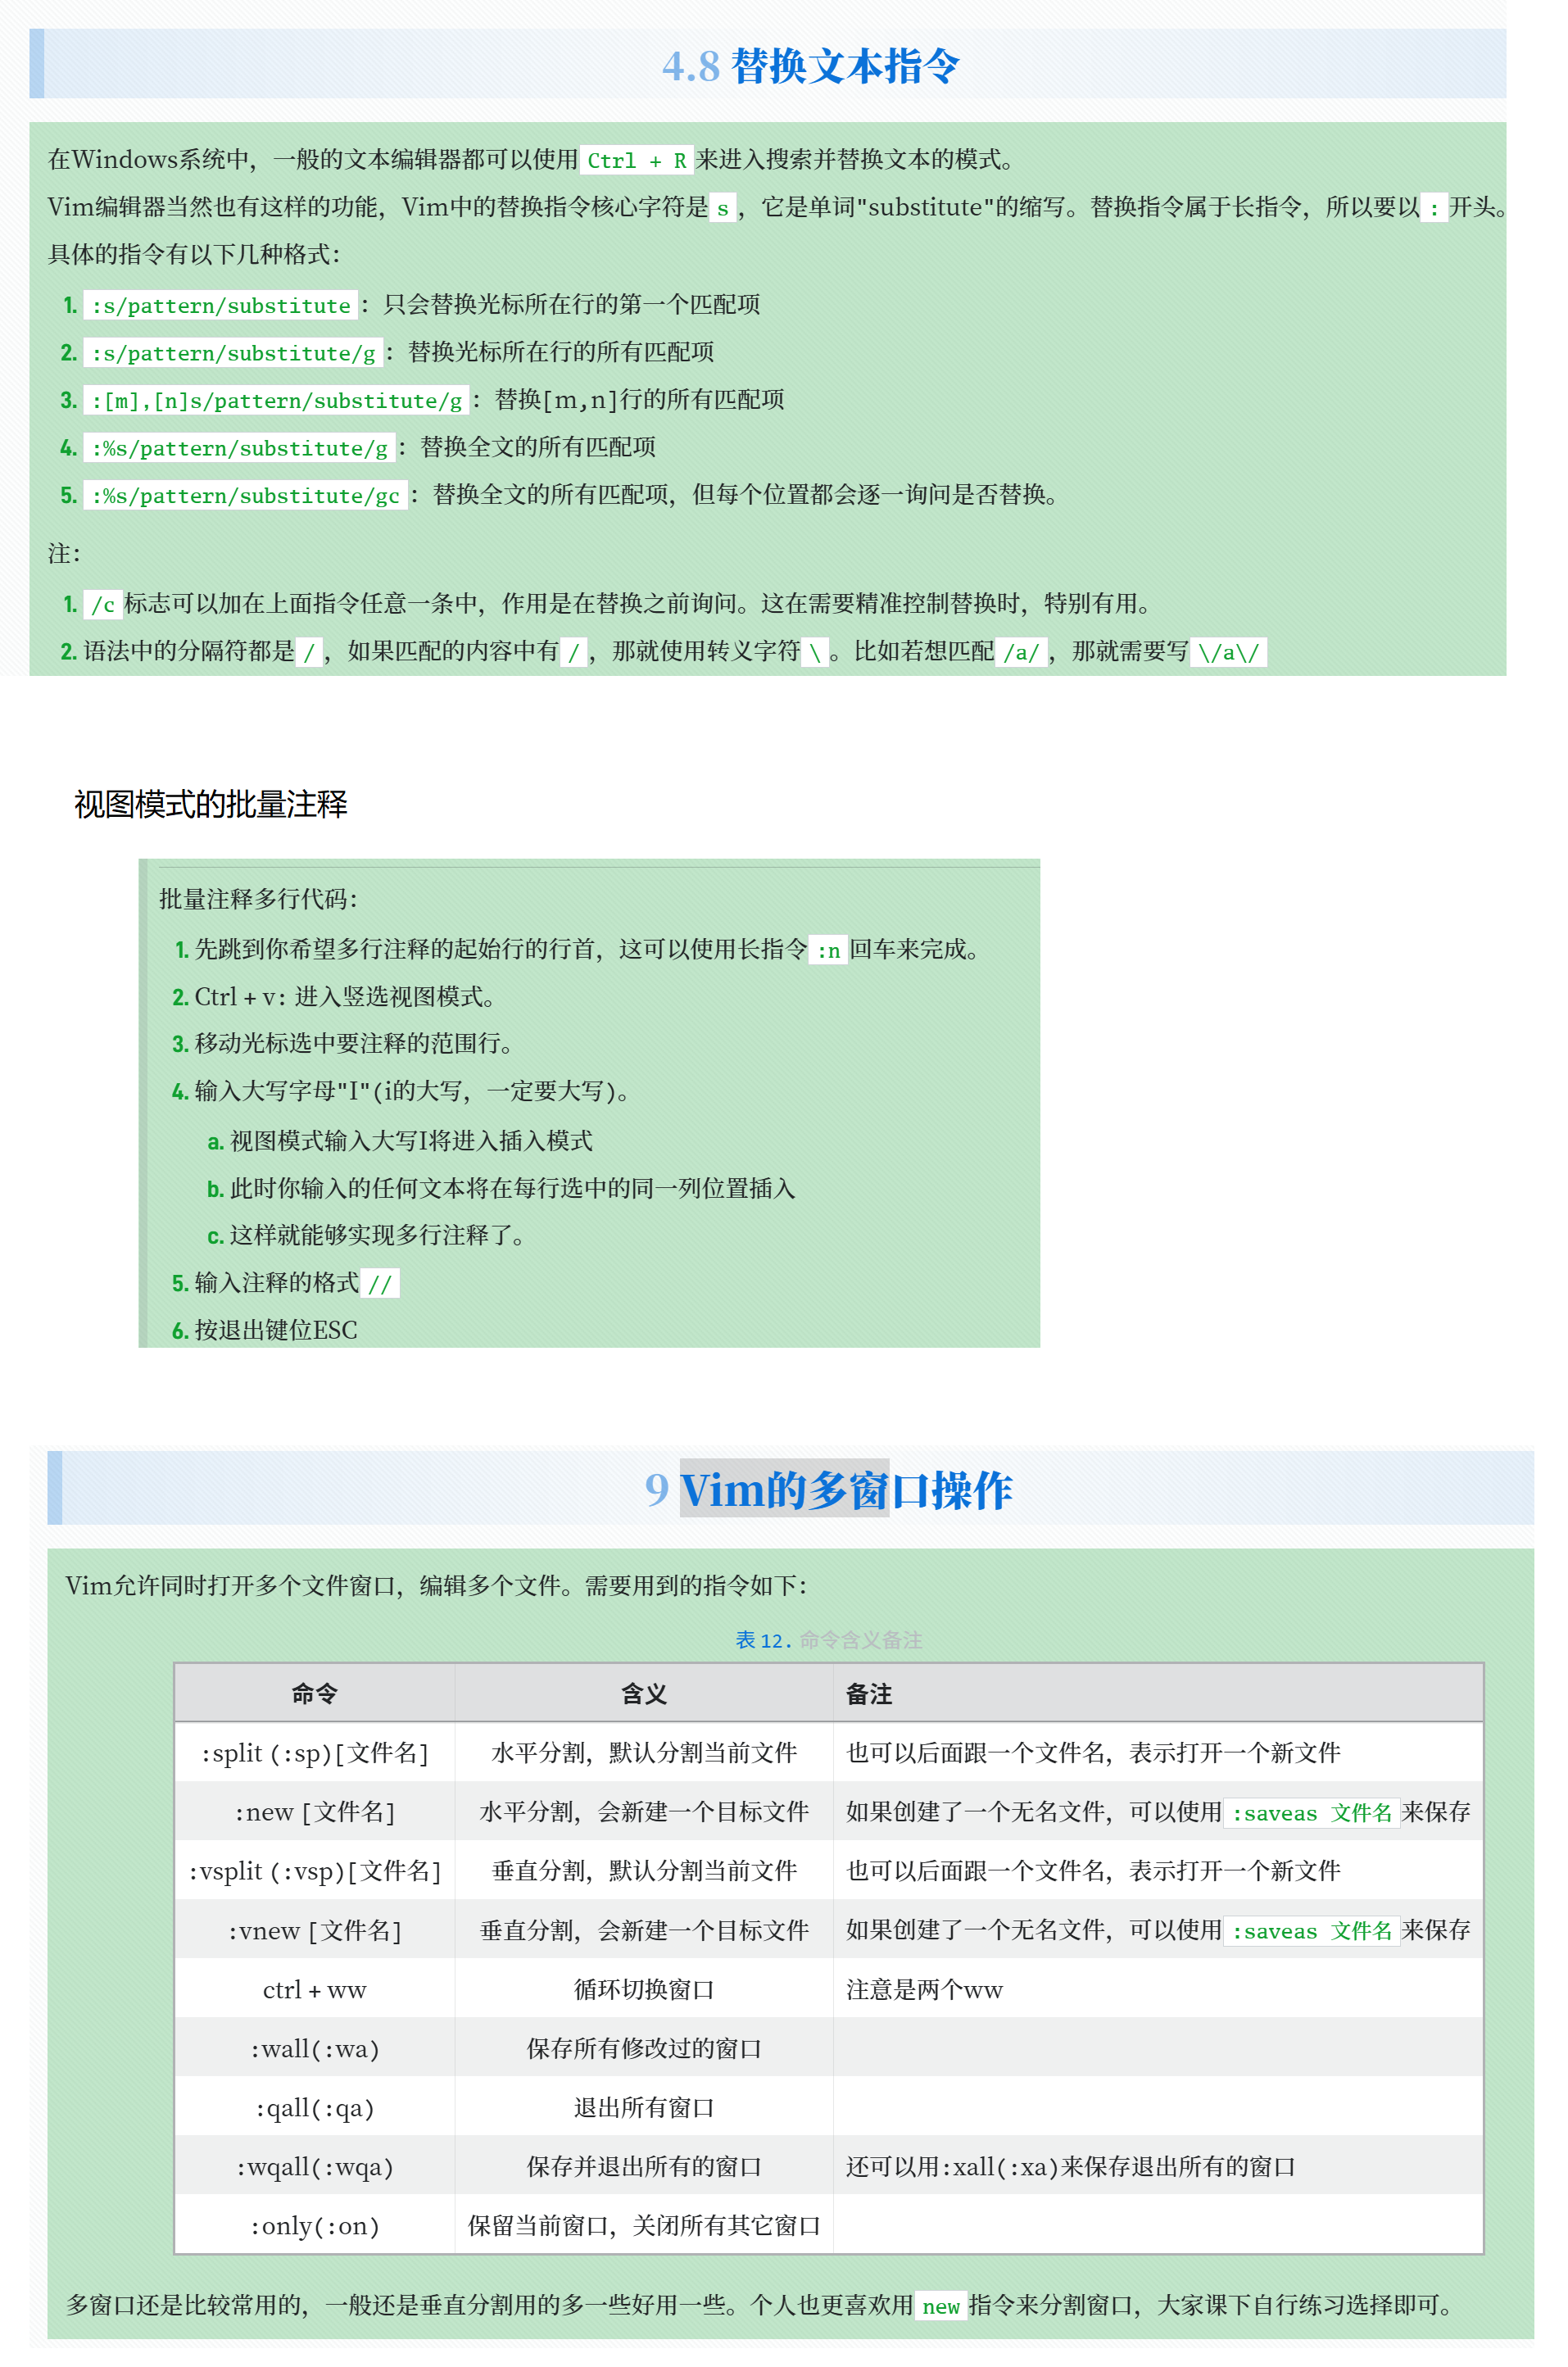 4.8 替换文本指令
在Windows系统中，一般的文本编辑器都可以使用 Ctrl + R 来进入搜索并替换文本的模式。
Vim编辑器当然也有这样的功能，Vim中的替换指令核心字符是 s ，它是单词"substitute"的缩写。替换指令属于长指令，所以要以 : 开头。
具体的指令有以下几种格式：
1. :s/pattern/substitute ：只会替换光标所在行的第一个匹配项
2. :s/pattern/substitute/g ：替换光标所在行的所有匹配项
3. :[m],[n]s/pattern/substitute/g ：替换[m,n]行的所有匹配项
4. :%s/pattern/substitute/g ：替换全文的所有匹配项
5. :%s/pattern/substitute/gc ：替换全文的所有匹配项，但每个位置都会逐一询问是否替换。
注：
1. /c 标志可以加在上面指令任意一条中，作用是在替换之前询问。这在需要精准控制替换时，特别有用。
2. 语法中的分隔符都是 / ，如果匹配的内容中有 / ，那就使用转义字符 \ 。比如若想匹配 /a/ ，那就需要写 \/a\/
视图模式的批量注释
批量注释多行代码：
1. 先跳到你希望多行注释的起始行的行首，这可以使用长指令 :n 回车来完成。
2. Ctrl + v：进入竖选视图模式。
3. 移动光标选中要注释的范围行。
4. 输入大写字母"I"(i的大写，一定要大写)。
a. 视图模式输入大写I将进入插入模式
b. 此时你输入的任何文本将在每行选中的同一列位置插入
c. 这样就能够实现多行注释了。
5. 输入注释的格式 //
6. 按退出键位ESC
9 Vim的多窗口操作
Vim允许同时打开多个文件窗口，编辑多个文件。需要用到的指令如下：
表 12. 命令含义备注
命令 含义 备注
:split (:sp)[文件名] 水平分割，默认分割当前文件 也可以后面跟一个文件名，表示打开一个新文件
:new [文件名] 水平分割，会新建一个目标文件 如果创建了一个无名文件，可以使用 :saveas 文件名 来保存
:vsplit (:vsp)[文件名] 垂直分割，默认分割当前文件 也可以后面跟一个文件名，表示打开一个新文件
:vnew [文件名] 垂直分割，会新建一个目标文件 如果创建了一个无名文件，可以使用 :saveas 文件名 来保存
ctrl + ww 循环切换窗口 注意是两个ww
:wall(:wa) 保存所有修改过的窗口
:qall(:qa) 退出所有窗口
:wqall(:wqa) 保存并退出所有的窗口 还可以用:xall(:xa)来保存退出所有的窗口
:only(:on) 保留当前窗口，关闭所有其它窗口
多窗口还是比较常用的，一般还是垂直分割用的多一些好用一些。个人也更喜欢用 new 指令来分割窗口，大家课下自行练习选择即可。